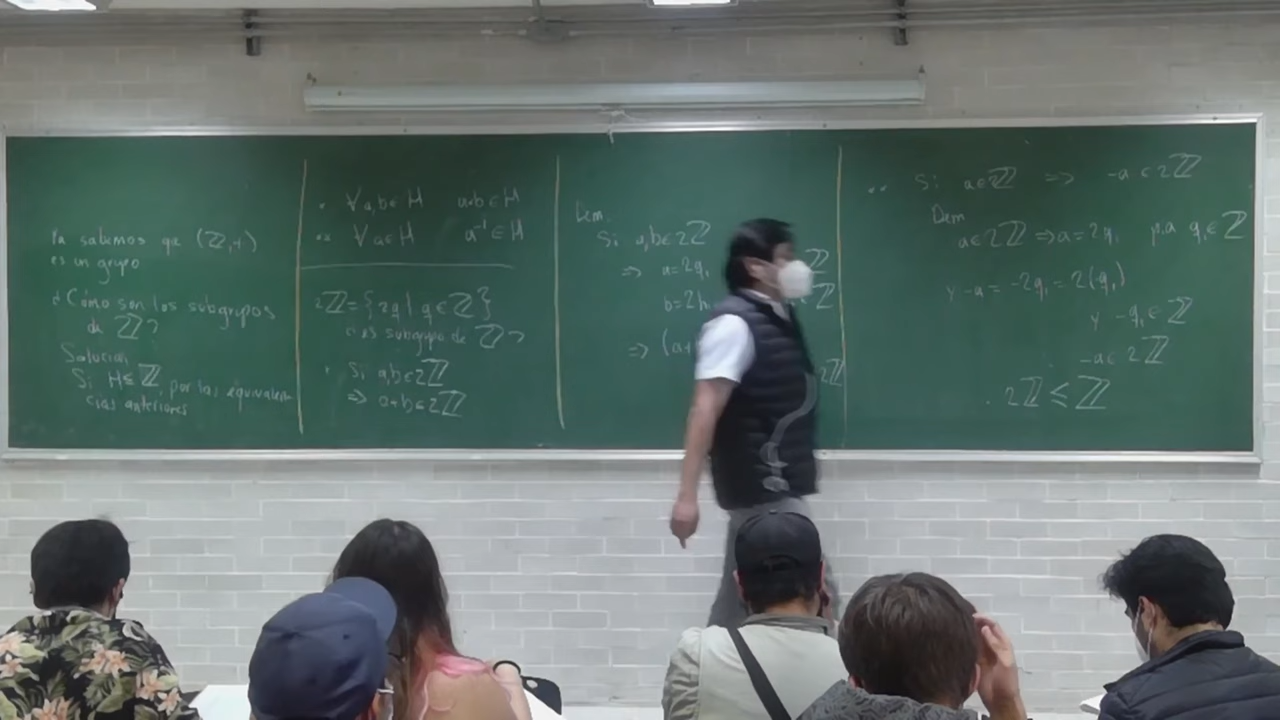 Ya sabemos que (ℤ,+)
es un grupo
¿Cómo son los subgrupos
de ℤ?
Solución
Si H≤ℤ, por las equivalen
cias anteriores
• ∀ a,b∈H a·b∈H
•• ∀ a∈H a⁻¹∈H
2ℤ={2q | q∈ℤ}
¿es subgrupo de ℤ?
• Si a,b∈2ℤ
⇒ a+b∈2ℤ
Dem.
Si a,b∈2ℤ
⇒ a=2q₁ ℤ
b=2 ℤ
⇒ (a+ 2ℤ
•• Si a∈2ℤ ⇒ -a∈2ℤ
Dem
a∈2ℤ ⇒ a=2q₁ p.a q₁∈ℤ
y -a = -2q₁ = 2(-q₁)
y -q₁∈ℤ
-a∈2ℤ
∴ 2ℤ≤ℤ